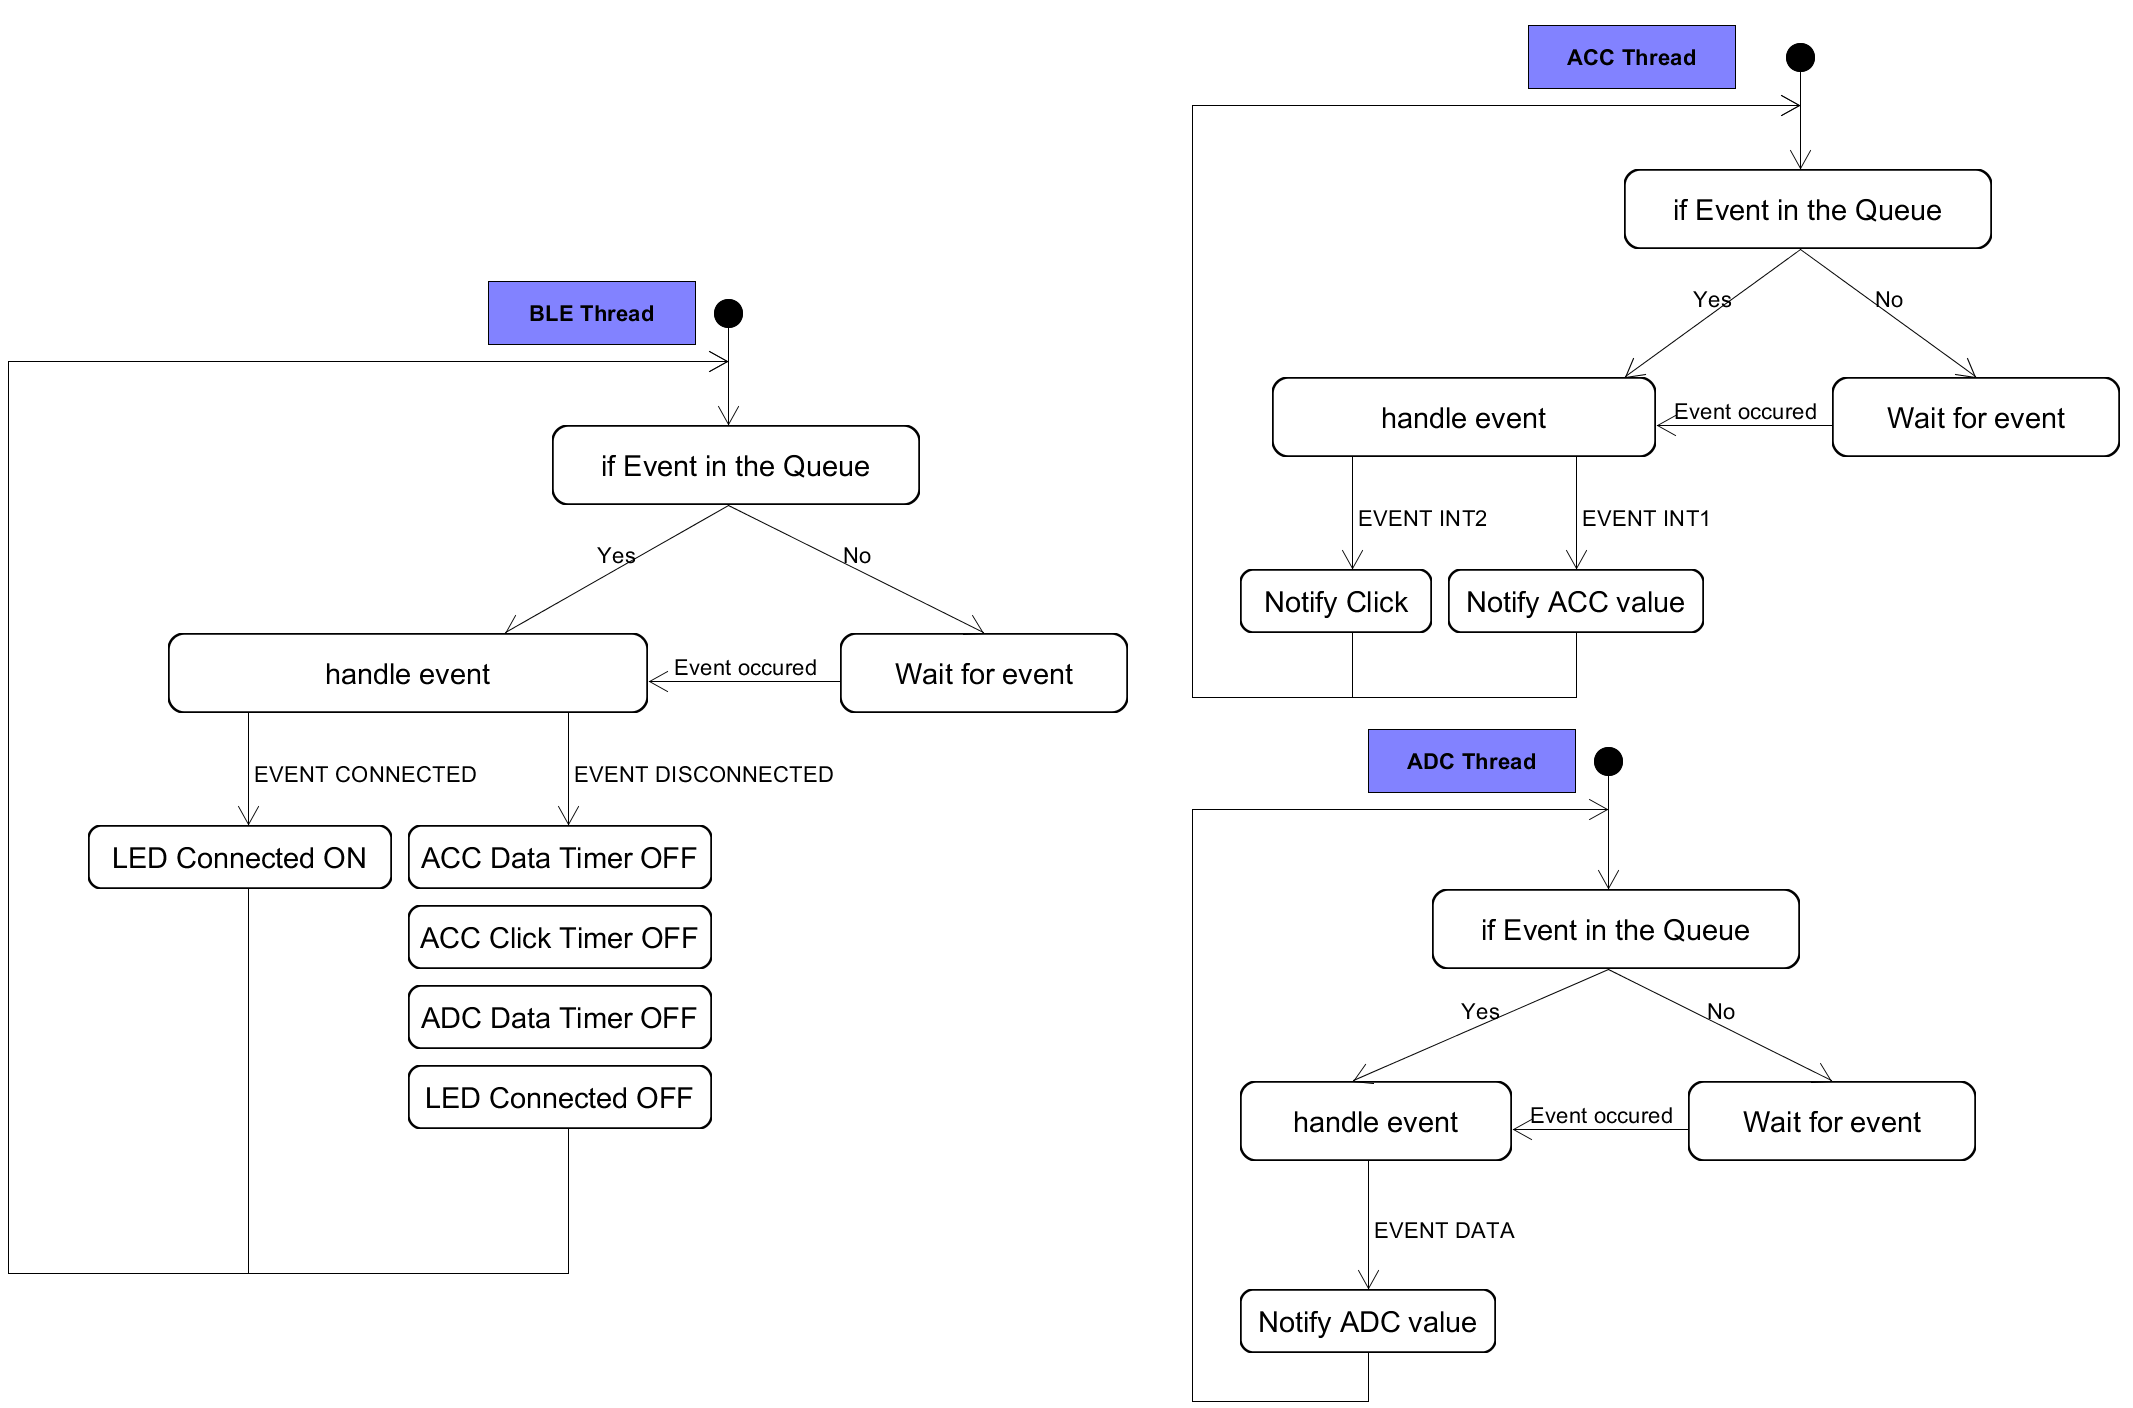 BLE Thread
if Event in the Queue
Yes
No
handle event
Event occured
Wait for event
EVENT CONNECTED
EVENT DISCONNECTED
LED Connected ON
ACC Data Timer OFF
ACC Click Timer OFF
ADC Data Timer OFF
LED Connected OFF
ACC Thread
if Event in the Queue
Yes
No
handle event
Event occured
Wait for event
EVENT INT2
EVENT INT1
Notify Click
Notify ACC value
ADC Thread
if Event in the Queue
Yes
No
handle event
Event occured
Wait for event
EVENT DATA
Notify ADC value